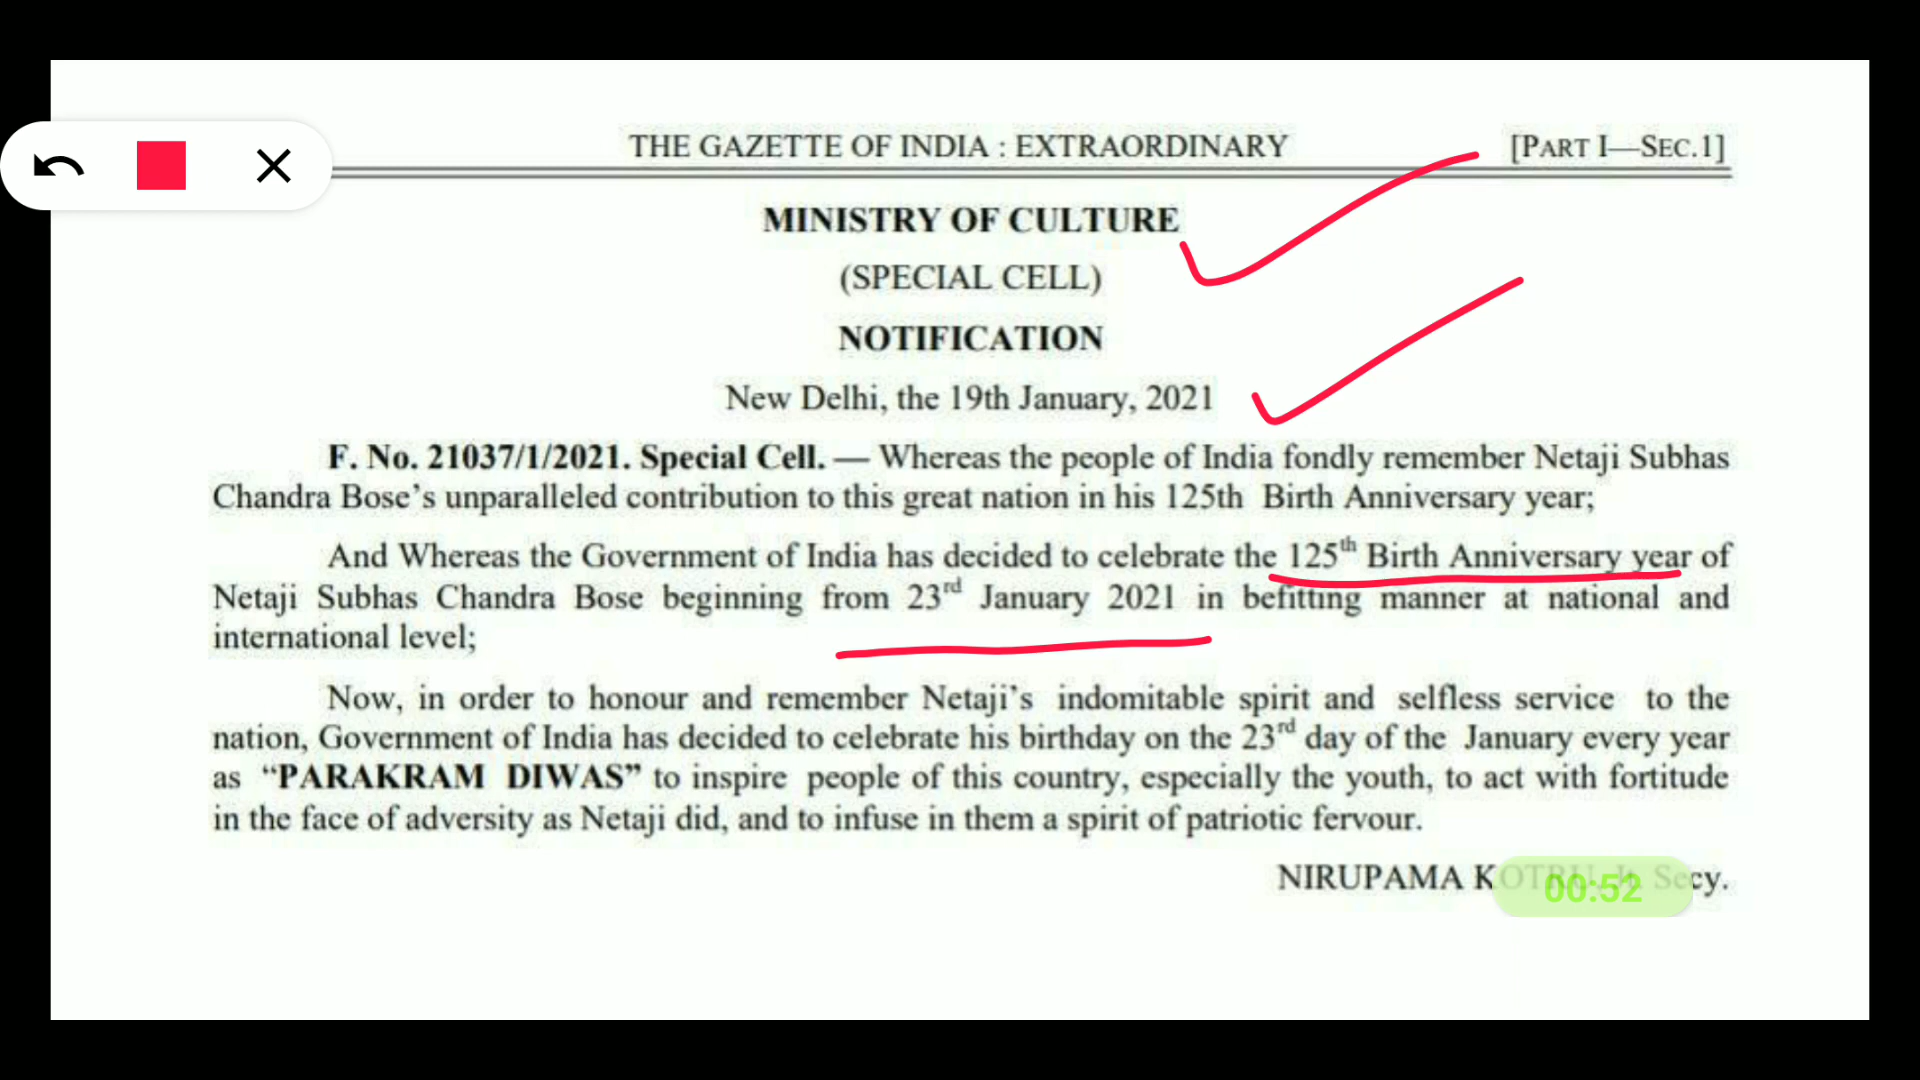 THE GAZETTE OF INDIA : EXTRAORDINARY [PART I—SEC.1]
MINISTRY OF CULTURE
(SPECIAL CELL)
NOTIFICATION
New Delhi, the 19th January, 2021
F. No. 21037/1/2021. Special Cell. — Whereas the people of India fondly remember Netaji Subhas
Chandra Bose's unparalleled contribution to this great nation in his 125th Birth Anniversary year;
And Whereas the Government of India has decided to celebrate the 125th Birth Anniversary year of
Netaji Subhas Chandra Bose beginning from 23rd January 2021 in befitting manner at national and
international level;
Now, in order to honour and remember Netaji's indomitable spirit and selfless service to the
nation, Government of India has decided to celebrate his birthday on the 23rd day of the January every year
as “PARAKRAM DIWAS” to inspire people of this country, especially the youth, to act with fortitude
in the face of adversity as Netaji did, and to infuse in them a spirit of patriotic fervour.
NIRUPAMA KOTRU, Jt. Secy.
00:52